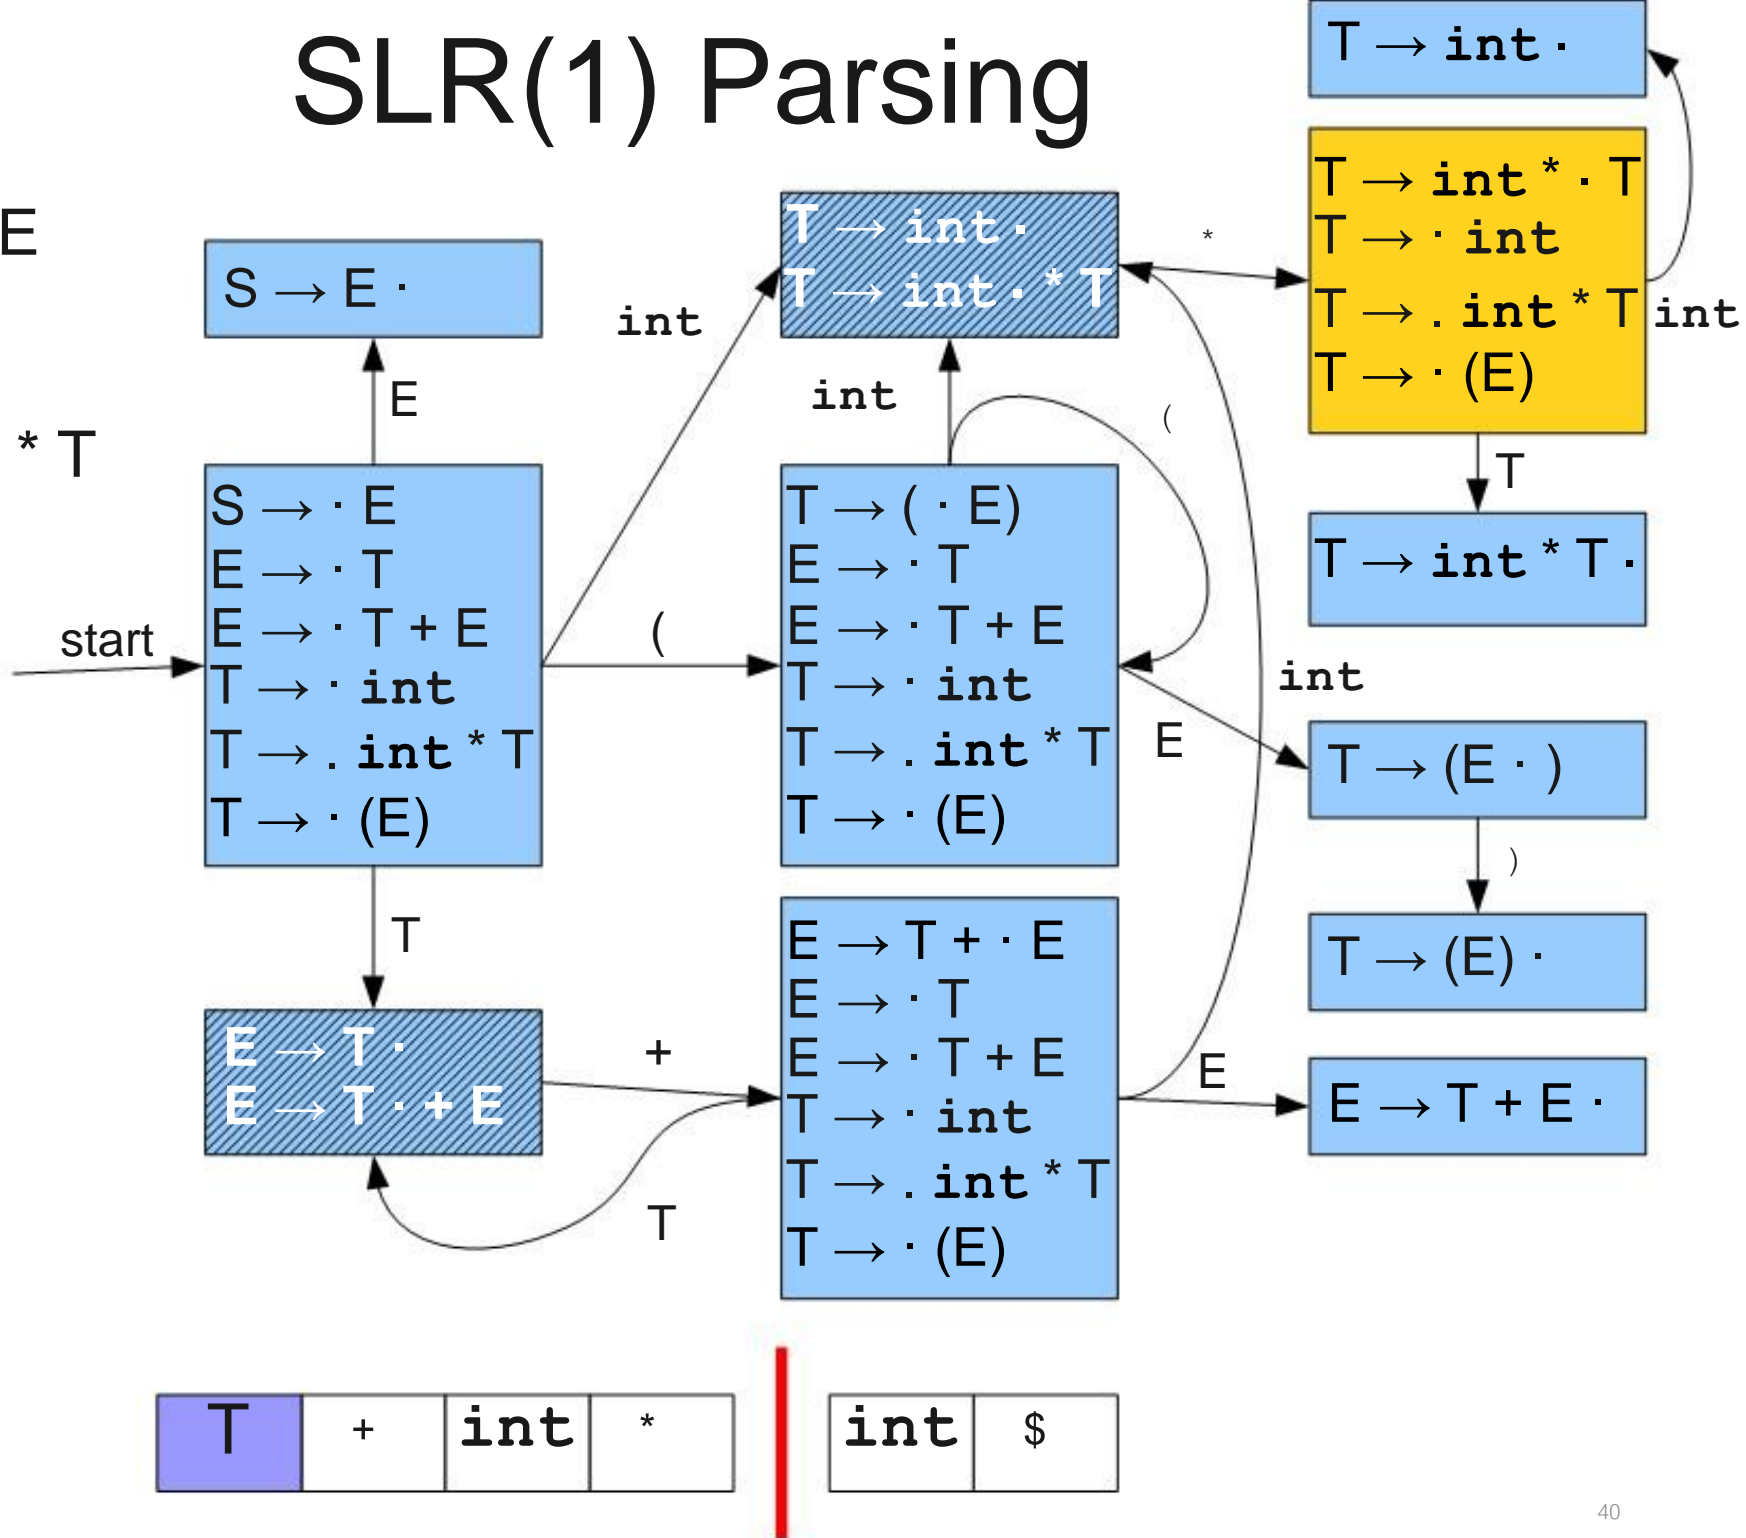 SLR(1) Parsing
E
* T
start
S → E ·
E
S → · E
E → · T
E → · T + E
T → · int
T → . int * T
T → · (E)
T
E → T ·
E → T · + E
+
T
int
(
T → int ·
T → int · * T
int
(
T → ( · E)
E → · T
E → · T + E
T → · int
T → . int * T
T → · (E)
E → T + · E
E → · T
E → · T + E
T → · int
T → . int * T
T → · (E)
*
int
E
E
T → int ·
T → int * · T
T → · int
T → . int * T
T → · (E)
int
T
T → int * T ·
T → (E · )
)
T → (E) ·
E → T + E ·
T + int * int $
40